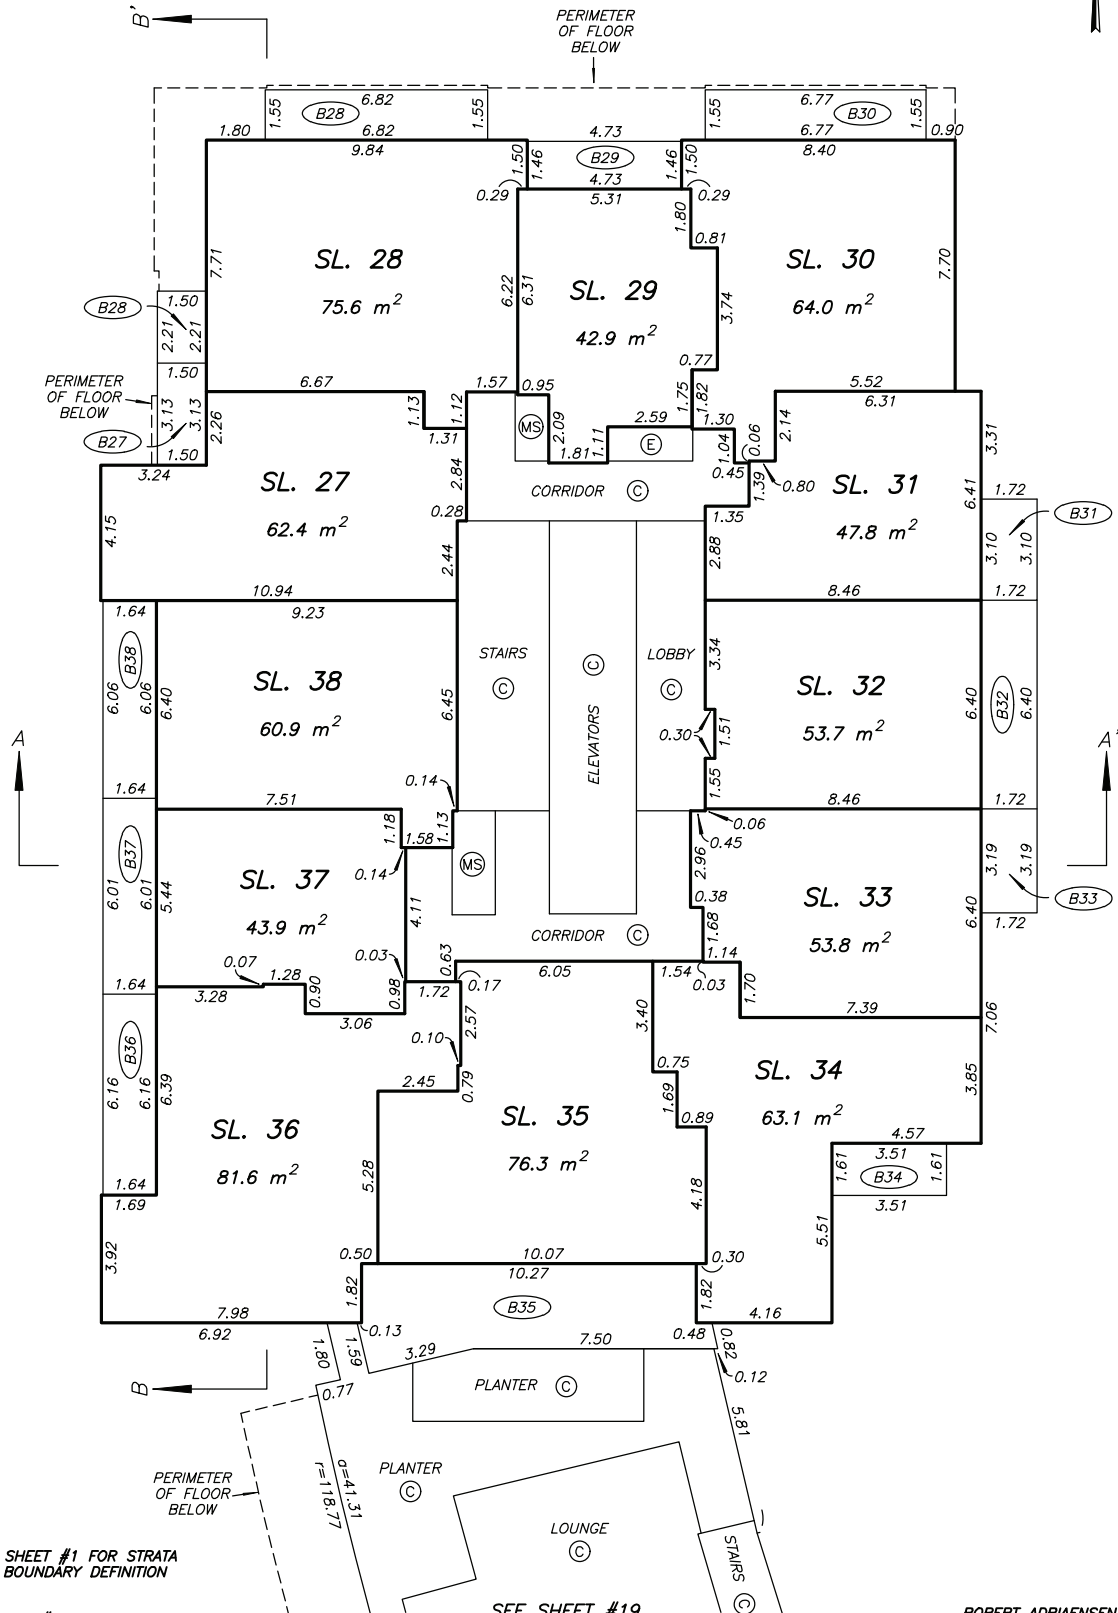 B'
PERIMETER
OF FLOOR
BELOW
1.55
6.82
B28
1.55
1.55
6.77
B30
1.55
1.80
6.82
4.73
6.77
0.90
9.84
1.50
1.46
B29
1.46
1.50
8.40
0.29
4.73
0.29
5.31
1.80
0.81
7.71
SL. 28
75.6 m²
6.22
6.31
SL. 29
42.9 m²
3.74
SL. 30
64.0 m²
7.70
B28
1.50
2.21
2.21
1.50
0.77
PERIMETER
OF FLOOR
BELOW
6.67
1.57
0.95
1.75
1.82
5.52
6.31
3.13
3.13
2.26
1.13
1.12
MS
2.09
2.59
1.30
2.14
3.31
B27
1.31
1.11
E
1.04
0.06
1.50
3.24
1.81
0.45
0.80
2.84
SL. 27
62.4 m²
CORRIDOR C
1.39
SL. 31
47.8 m²
6.41
1.72
B31
4.15
0.28
1.35
2.44
2.88
3.10
3.10
10.94
8.46
1.72
1.64
9.23
B38
STAIRS
C
C
LOBBY
C
3.34
6.06
6.06
6.40
SL. 38
60.9 m²
6.45
ELEVATORS
SL. 32
53.7 m²
6.40
B32
6.40
0.30
1.51
A
A'
1.55
0.14
1.64
7.51
8.46
1.72
1.18
1.13
0.06
1.58
0.45
B37
0.14
MS
2.96
3.19
3.19
6.01
6.01
5.44
SL. 37
43.9 m²
4.11
0.38
SL. 33
53.8 m²
6.40
B33
1.72
CORRIDOR C
1.68
0.07
1.28
0.03
0.63
6.05
1.54
1.14
1.64
3.28
0.90
0.98
1.72
0.17
0.03
1.70
3.06
2.57
3.40
7.39
7.06
B36
0.10
0.75
SL. 34
63.1 m²
3.85
6.16
6.16
6.39
2.45
0.79
1.69
SL. 36
81.6 m²
SL. 35
76.3 m²
0.89
4.57
1.61
3.51
1.61
B34
5.28
4.18
3.51
1.64
1.69
3.92
5.51
0.50
10.07
0.30
10.27
1.82
B35
1.82
7.98
4.16
6.92
0.13
0.48
1.80
1.59
3.29
7.50
0.82
0.12
B
0.77
PLANTER C
5.81
PERIMETER
OF FLOOR
BELOW
a=41.31
r=118.77
PLANTER
C
LOUNGE
C
STAIRS C
SHEET #1 FOR STRATA
BOUNDARY DEFINITION
SEE SHEET #19
ROBERT ADRIAENSEN